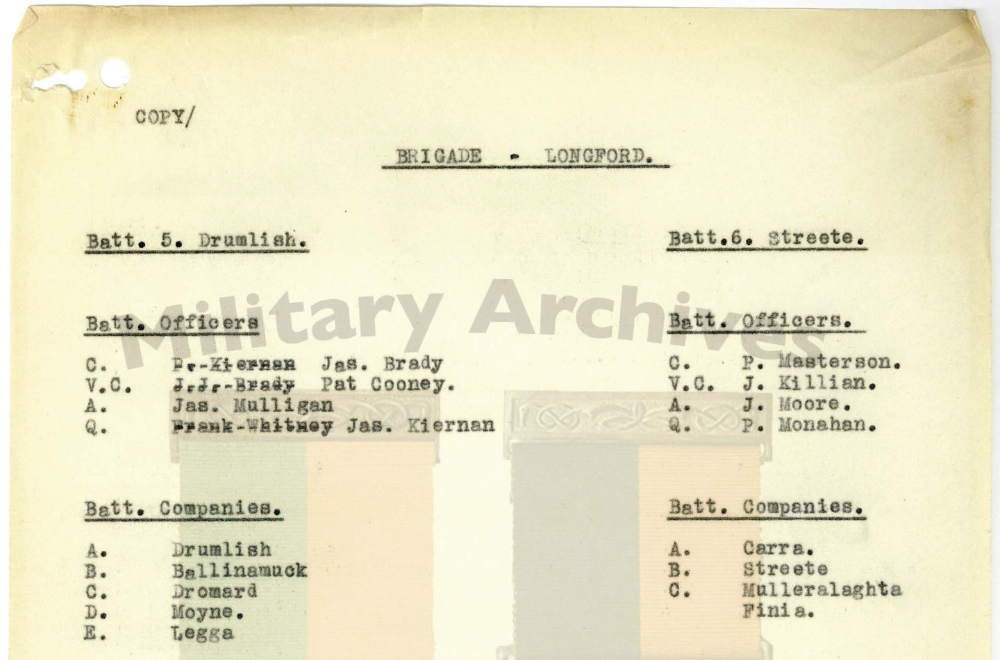 COPY/
BRIGADE - LONGFORD.
Batt. 5. Drumlish.
Batt. Officers
C. P. Kiernan Jas. Brady
V.C. J.J. Brady Pat Cooney.
A. Jas. Mulligan
Q. Frank Whitney Jas. Kiernan
Batt. Companies.
A. Drumlish
B. Ballinamuck
C. Dromard
D. Moyne.
E. Legga
Batt.6. Streete.
Batt. Officers.
C. P. Masterson.
V.C. J. Killian.
A. J. Moore.
Q. P. Monahan.
Batt. Companies.
A. Carra.
B. Streete
C. Mulleralaghta
Finia.
Military Archives